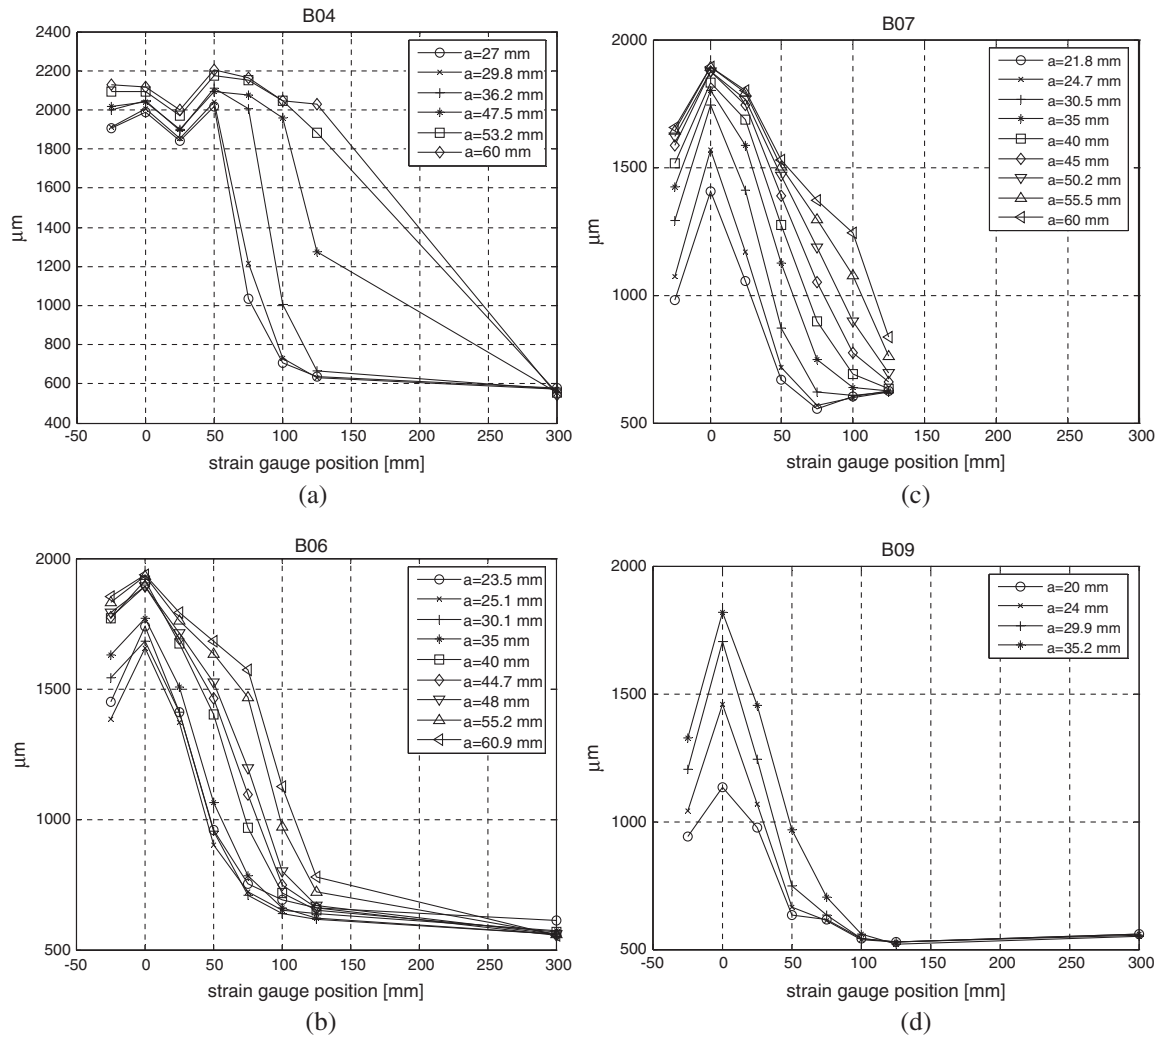 B04
2400
2200
2000
1800
1600
1400
1200
1000
800
600
400
μm
-50 0 50 100 150 200 250 300
strain gauge position [mm]
a=27 mm
a=29.8 mm
a=36.2 mm
a=47.5 mm
a=53.2 mm
a=60 mm
(a)
B07
2000
1500
1000
500
μm
-50 0 50 100 150 200 250 300
strain gauge position [mm]
a=21.8 mm
a=24.7 mm
a=30.5 mm
a=35 mm
a=40 mm
a=45 mm
a=50.2 mm
a=55.5 mm
a=60 mm
(c)
B06
2000
1500
1000
500
μm
-50 0 50 100 150 200 250 300
strain gauge position [mm]
a=23.5 mm
a=25.1 mm
a=30.1 mm
a=35 mm
a=40 mm
a=44.7 mm
a=48 mm
a=55.2 mm
a=60.9 mm
(b)
B09
2000
1500
1000
500
μm
-50 0 50 100 150 200 250 300
strain gauge position [mm]
a=20 mm
a=24 mm
a=29.9 mm
a=35.2 mm
(d)